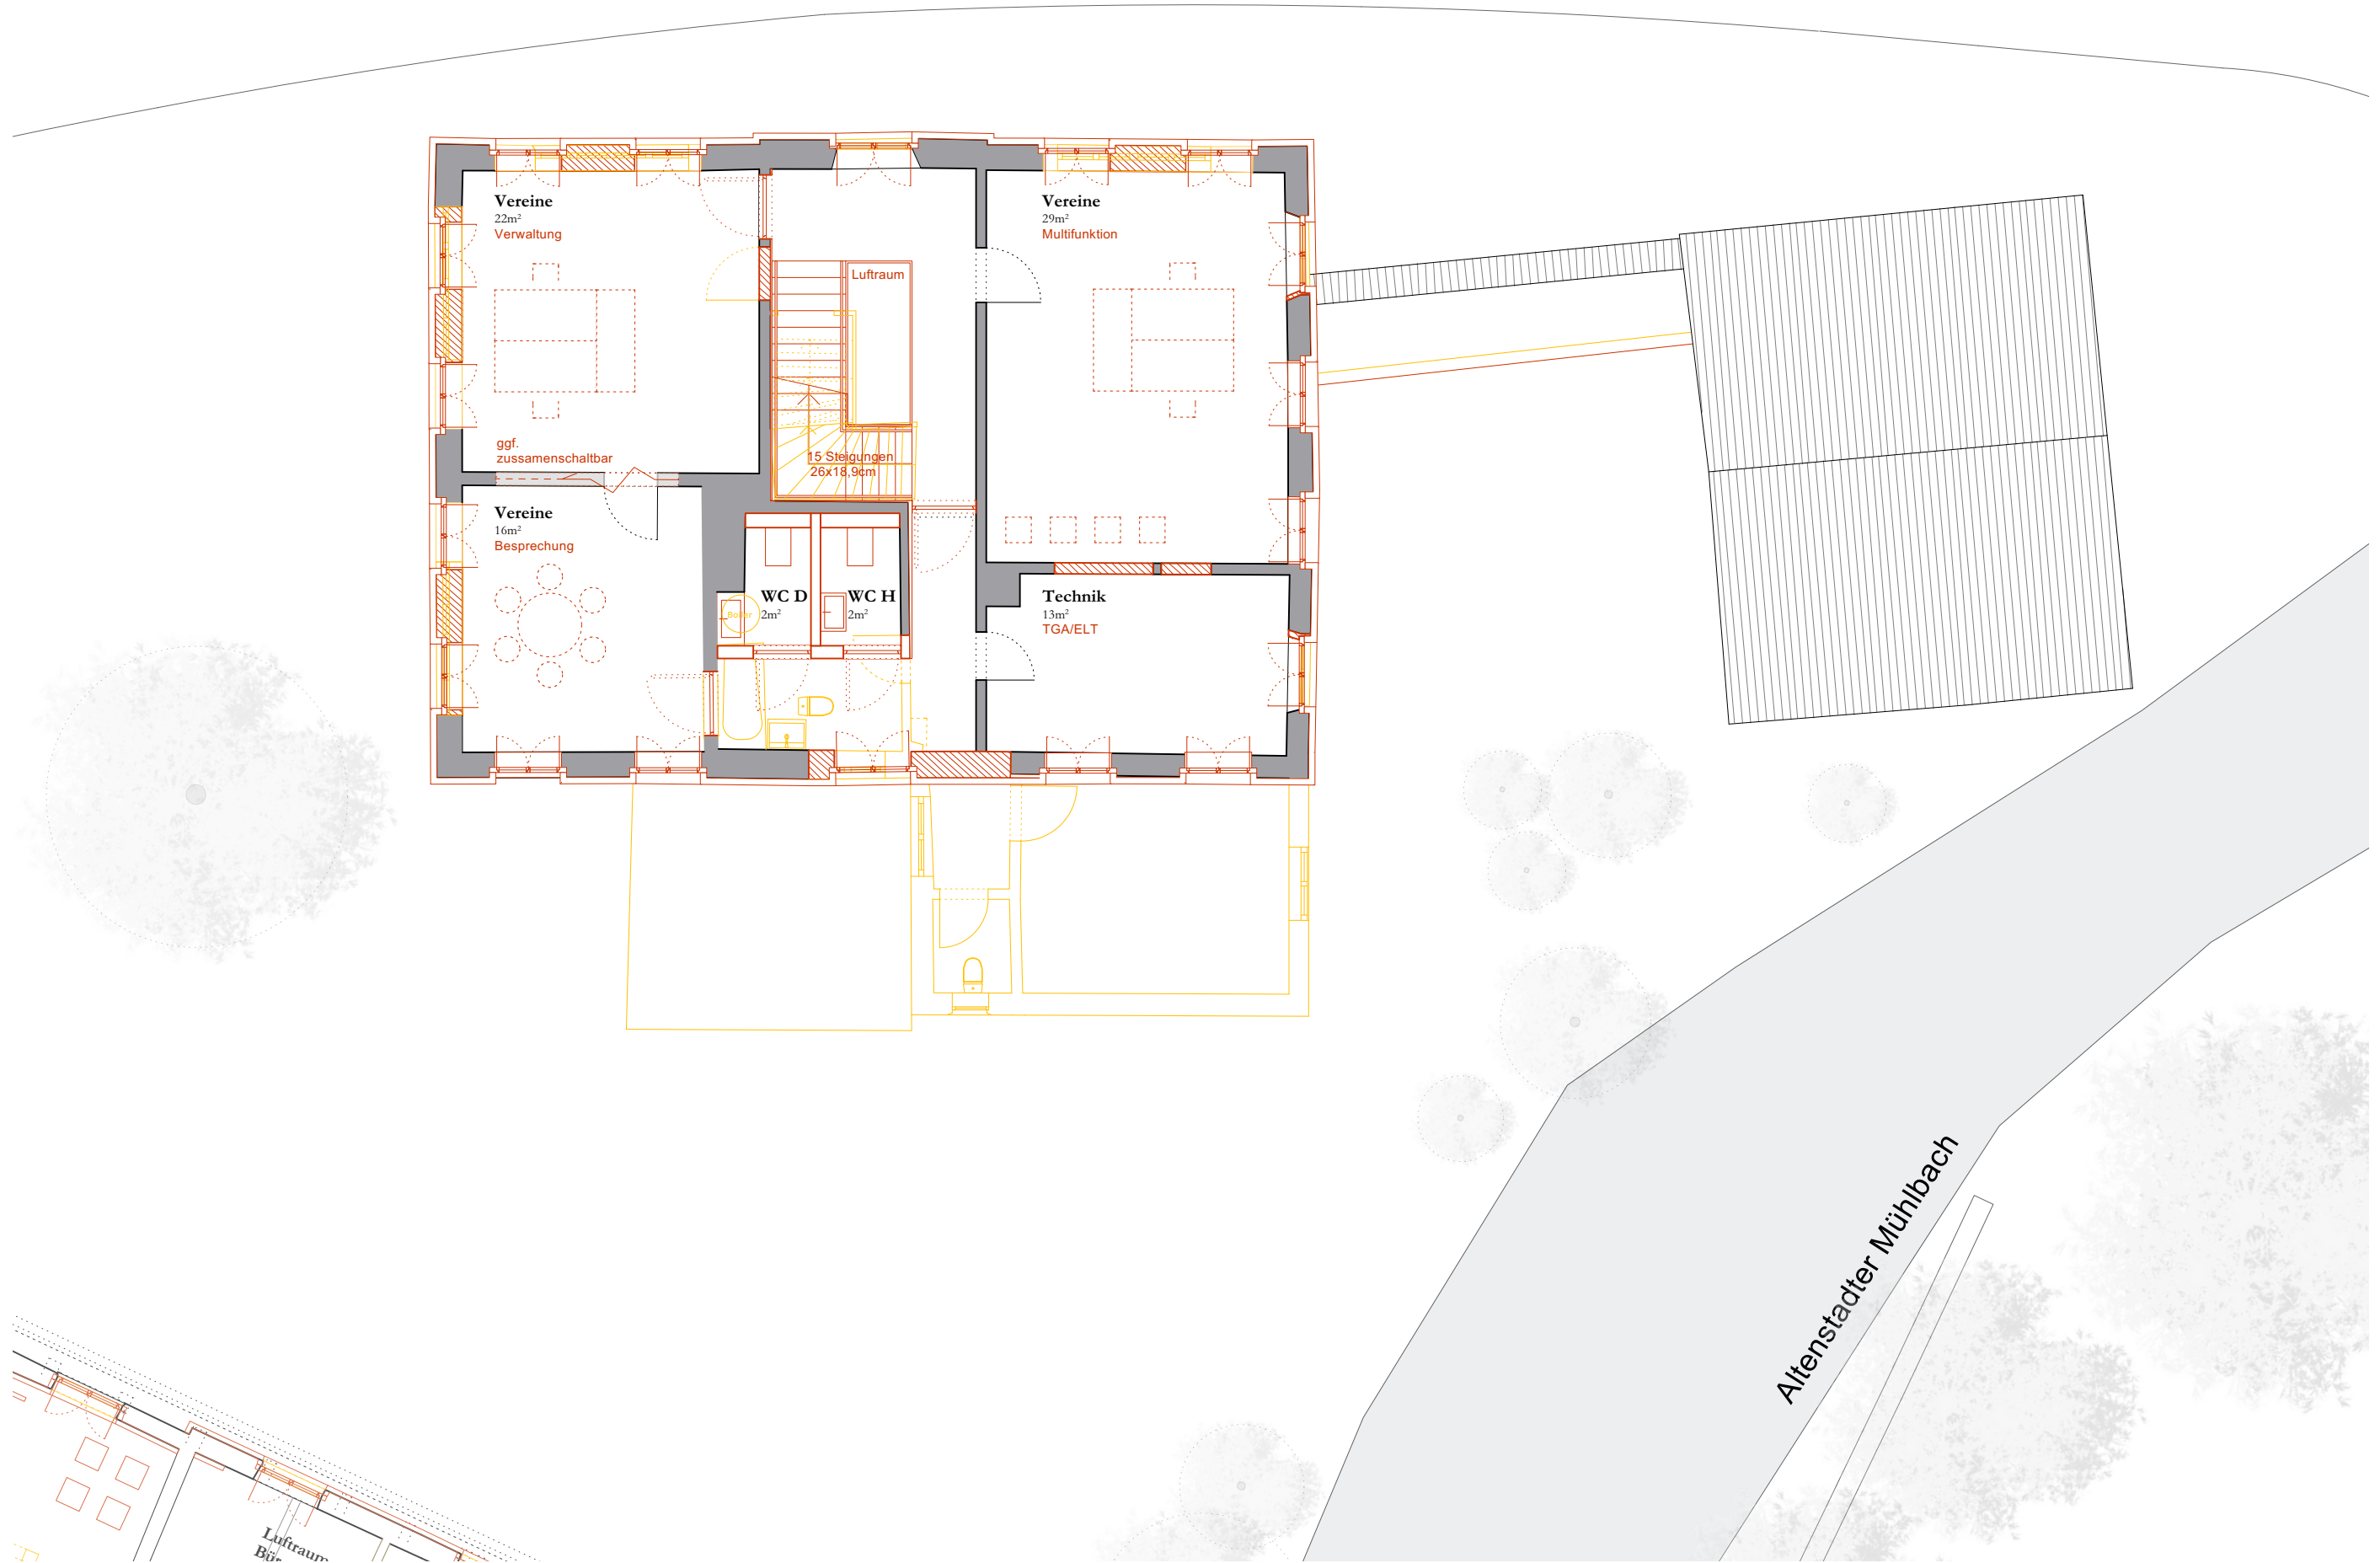 Vereine
22m²
Verwaltung
Vereine
29m²
Multifunktion
Luftraum
ggf.
zussamenschaltbar
15 Steigungen
26x18,9cm
Vereine
16m²
Besprechung
WC D
2m²
WC H
2m²
Boiler
Technik
13m²
TGA/ELT
Altenstadter Mühlbach
Luftraum